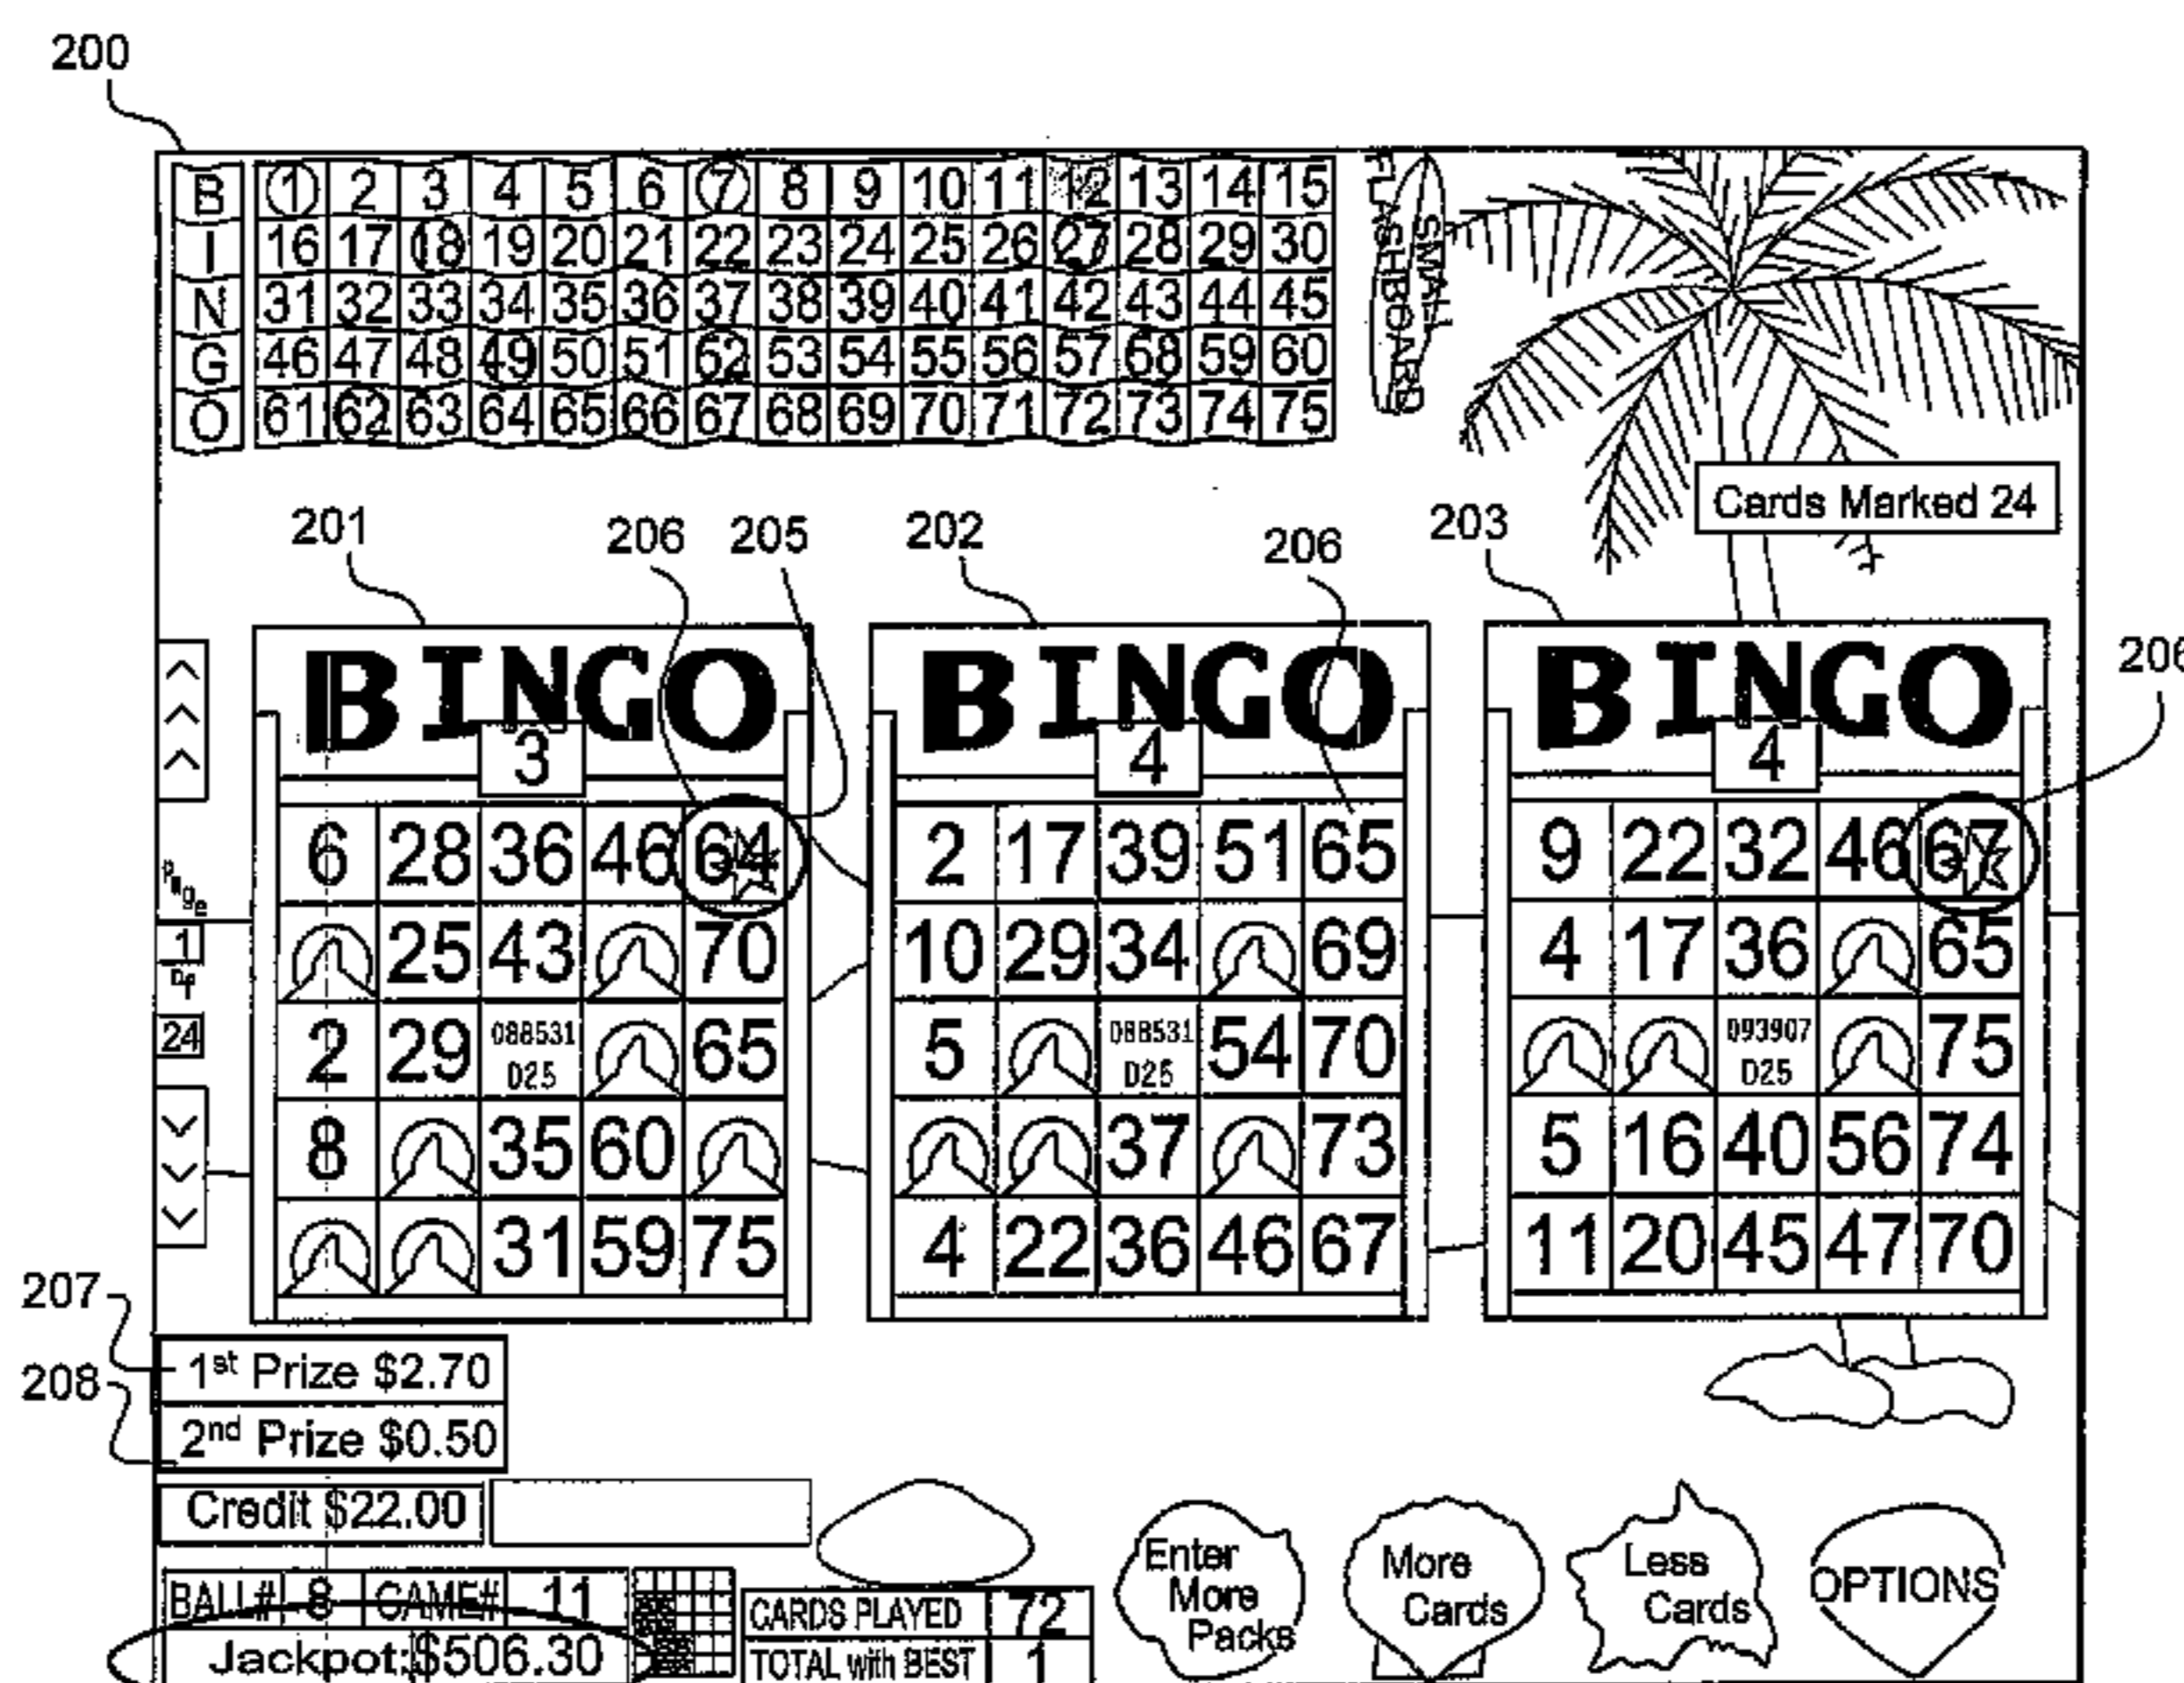 200
B 1 2 3 4 5 6 7 8 9 10 11 12 13 14 15
I 16 17 18 19 20 21 22 23 24 25 26 27 28 29 30
N 31 32 33 34 35 36 37 38 39 40 41 42 43 44 45
G 46 47 48 49 50 51 62 53 54 55 56 57 58 59 60
O 61 62 63 64 65 66 67 68 69 70 71 72 73 74 75
SMALL
FLASHBOARD
Cards Marked 24
201 206 205 202 206 203
206
BINGO BINGO BINGO
3 4 4
6 28 36 46 64 2 17 39 51 65 9 22 32 46 67
25 43 70 10 29 34 69 4 17 36 65
2 29 088531 65 5 088531 54 70 093907 75
D25 D25 D25
8 35 60 37 73 5 16 40 56 74
31 59 75 4 22 36 46 67 11 20 45 47 70
Page
1
Of
24
207
1st Prize $2.70
208
2nd Prize $0.50
Credit $22.00
BALL# 8 GAME# 11
Jackpot:$506.30
CARDS PLAYED 72
TOTAL with BEST 1
Enter
More
Packs
More
Cards
Less
Cards
OPTIONS